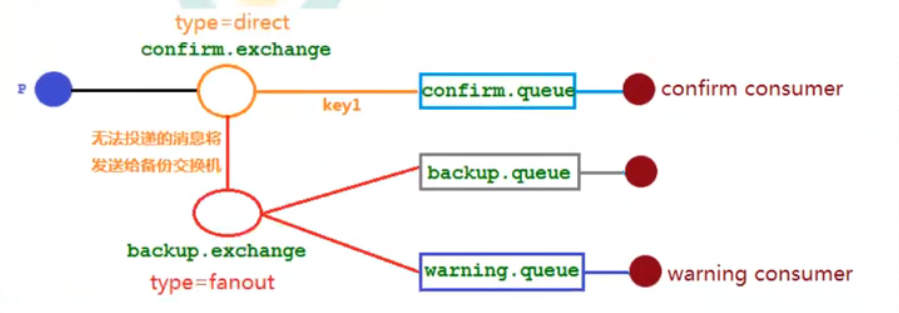 type=direct
confirm.exchange
P
confirm.queue
confirm consumer
key1
无法投递的消息将
发送给备份交换机
backup.queue
backup.exchange
type=fanout
warning.queue
warning consumer